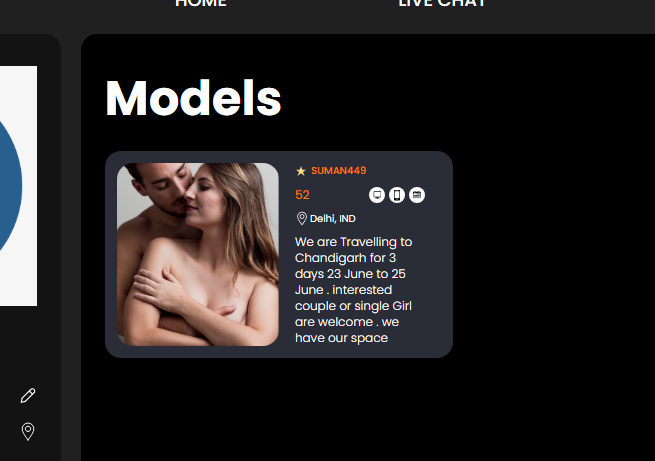 HOME LIVE CHAT
Models
SUMAN449
52
Delhi, IND
We are Travelling to
Chandigarh for 3
days 23 June to 25
June . interested
couple or single Girl
are welcome . we
have our space